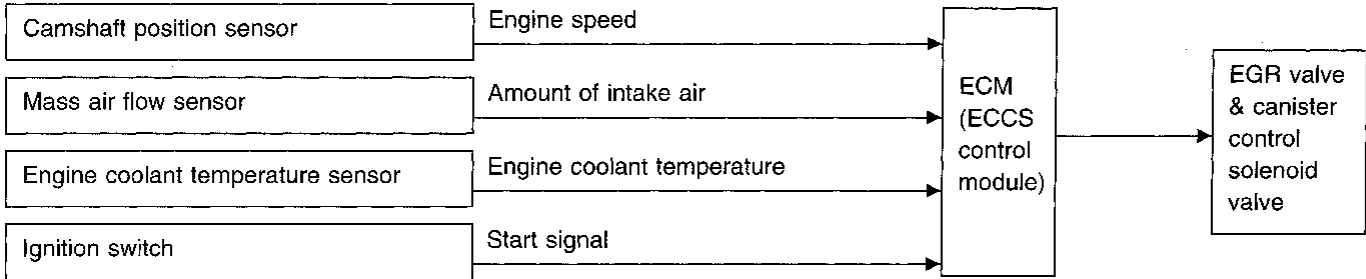 Camshaft position sensor
Engine speed
Mass air flow sensor
Amount of intake air
Engine coolant temperature sensor
Engine coolant temperature
Ignition switch
Start signal
ECM
(ECCS
control
module)
EGR valve
& canister
control
solenoid
valve